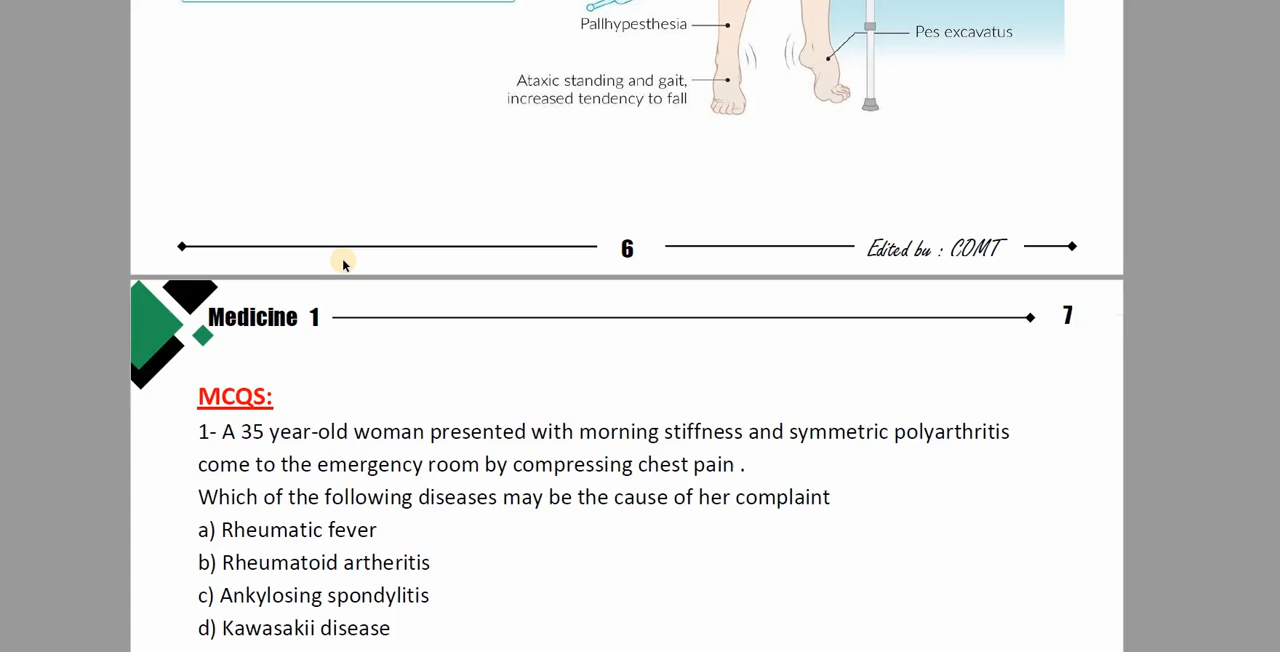 Pallhypesthesia
Pes excavatus
Ataxic standing and gait,
increased tendency to fall
6
Edited by : COMT
Medicine 1
7
MCQS:
1- A 35 year-old woman presented with morning stiffness and symmetric polyarthritis
come to the emergency room by compressing chest pain .
Which of the following diseases may be the cause of her complaint
a) Rheumatic fever
b) Rheumatoid artheritis
c) Ankylosing spondylitis
d) Kawasakii disease